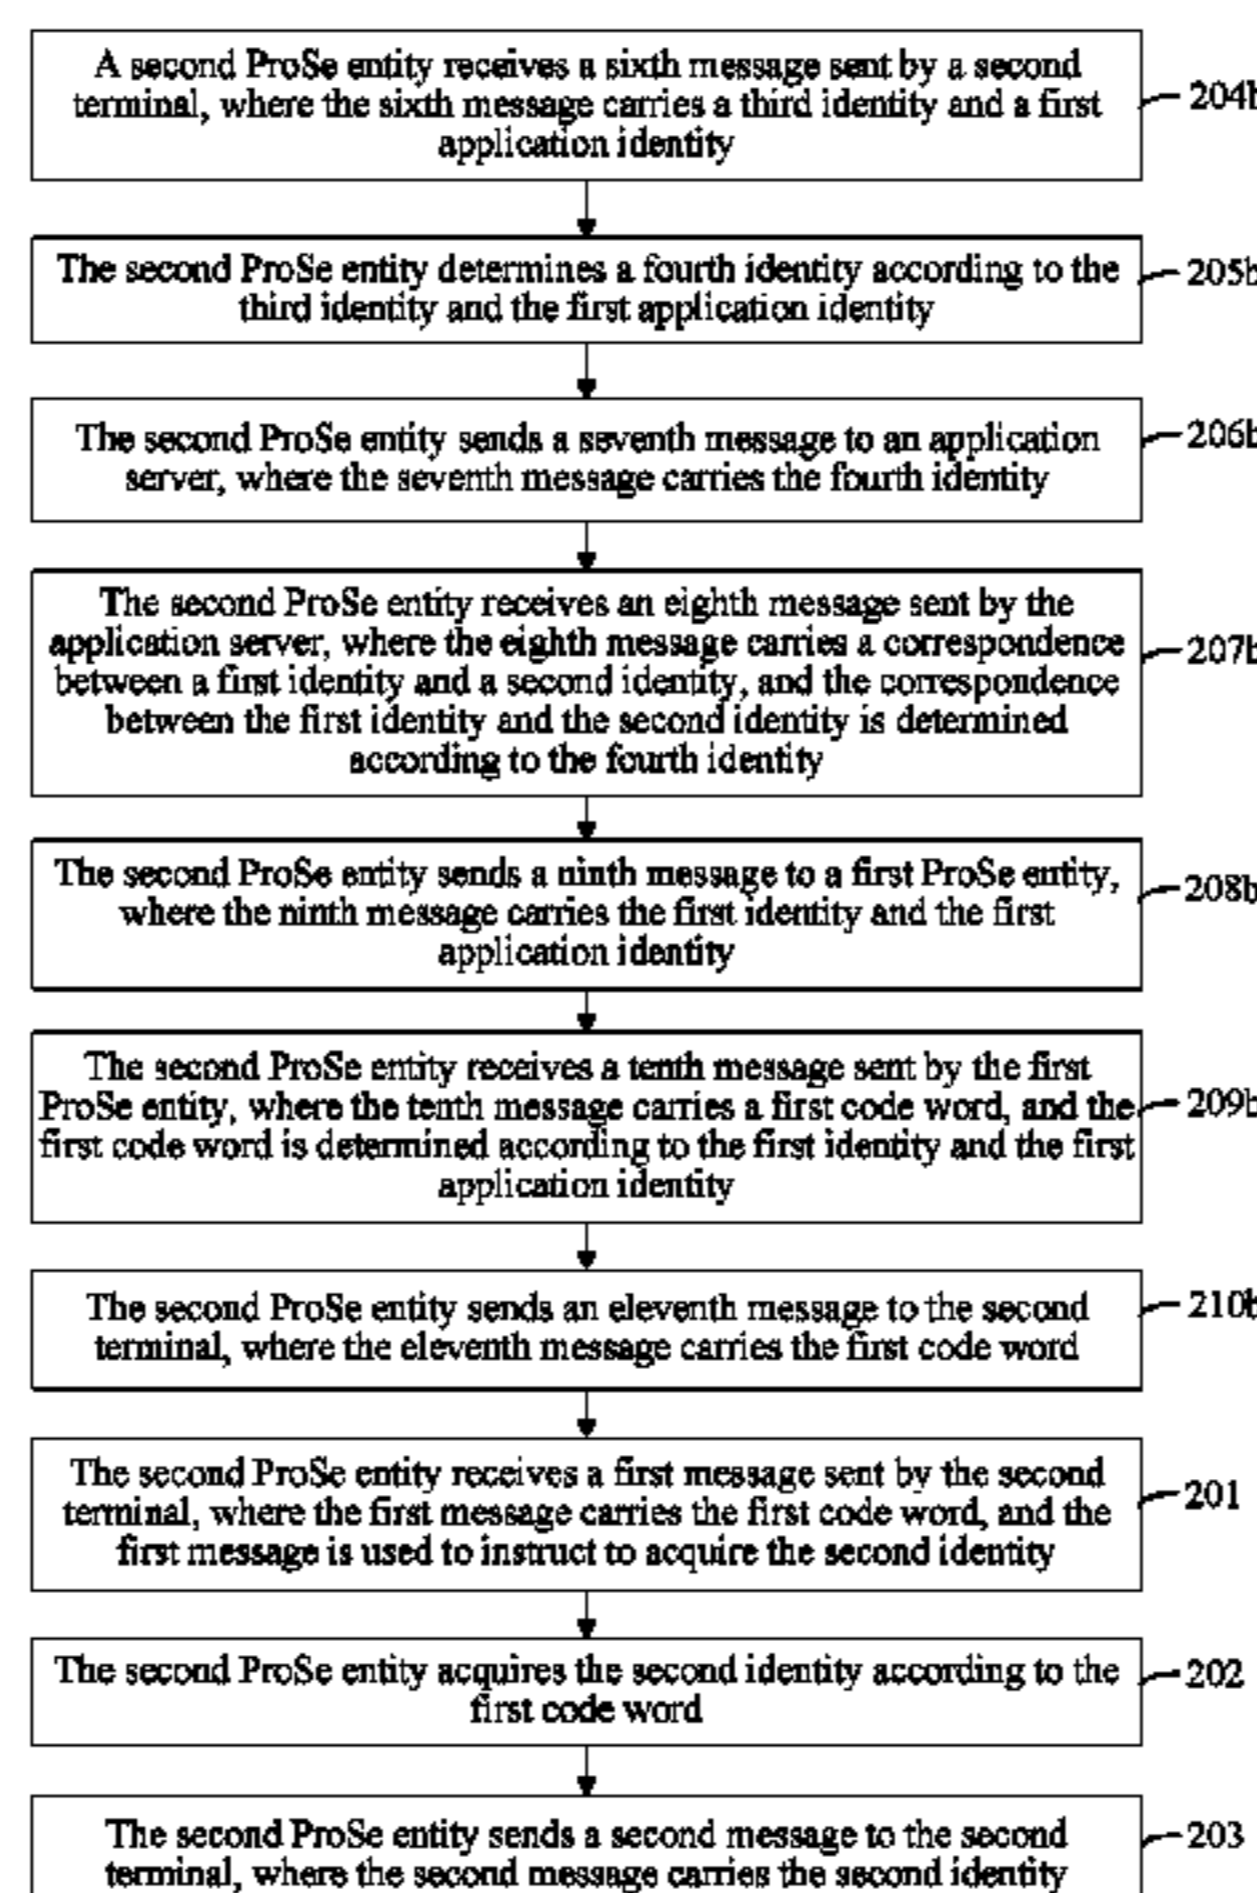 A second ProSe entity receives a sixth message sent by a second
terminal, where the sixth message carries a third identity and a first
application identity
204b
The second ProSe entity determines a fourth identity according to the
third identity and the first application identity
205b
The second ProSe entity sends a seventh message to an application
server, where the seventh message carries the fourth identity
206b
The second ProSe entity receives an eighth message sent by the
application server, where the eighth message carries a correspondence
between a first identity and a second identity, and the correspondence
between the first identity and the second identity is determined
according to the fourth identity
207b
The second ProSe entity sends a ninth message to a first ProSe entity,
where the ninth message carries the first identity and the first
application identity
208b
The second ProSe entity receives a tenth message sent by the first
ProSe entity, where the tenth message carries a first code word, and the
first code word is determined according to the first identity and the first
application identity
209b
The second ProSe entity sends an eleventh message to the second
terminal, where the eleventh message carries the first code word
210b
The second ProSe entity receives a first message sent by the second
terminal, where the first message carries the first code word, and the
first message is used to instruct to acquire the second identity
201
The second ProSe entity acquires the second identity according to the
first code word
202
The second ProSe entity sends a second message to the second
terminal, where the second message carries the second identity
203